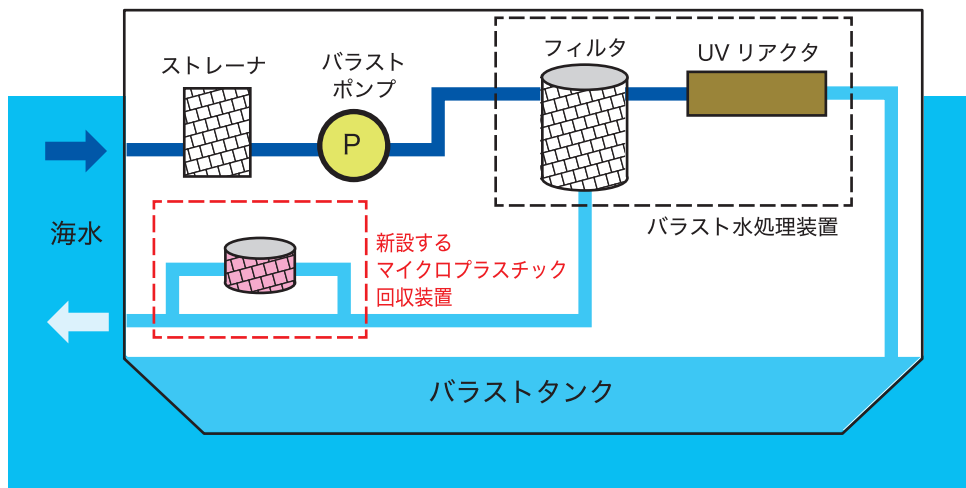 ストレーナ
バラスト
ポンプ
P
フィルタ
UV リアクタ
バラスト水処理装置
海水
新設する
マイクロプラスチック
回収装置
バラストタンク